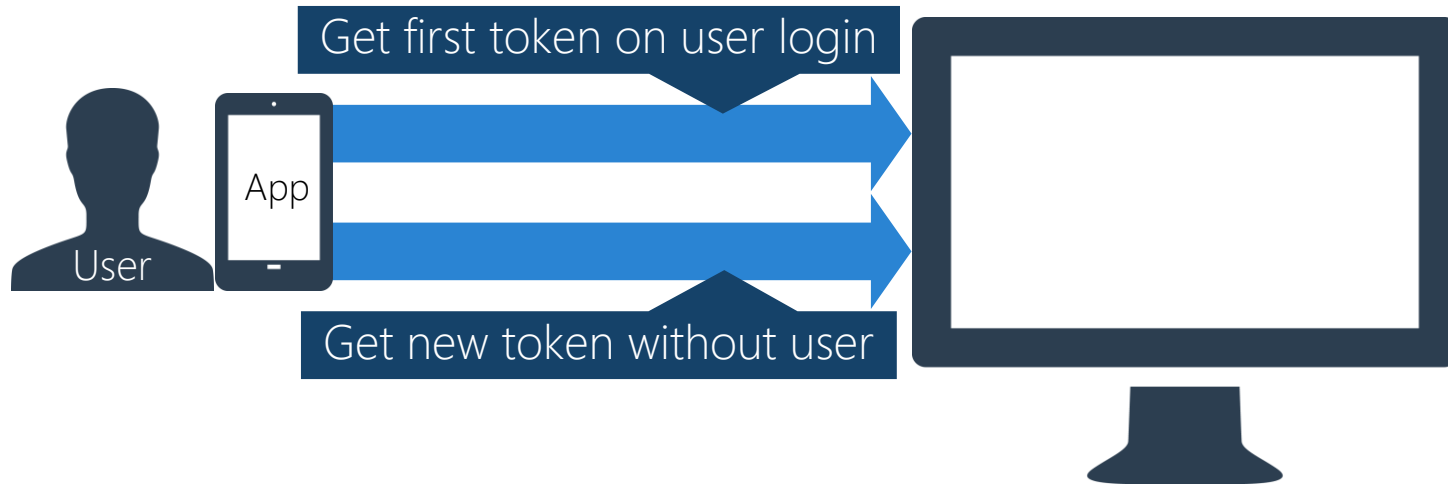 Get first token on user login
App
User
Get new token without user